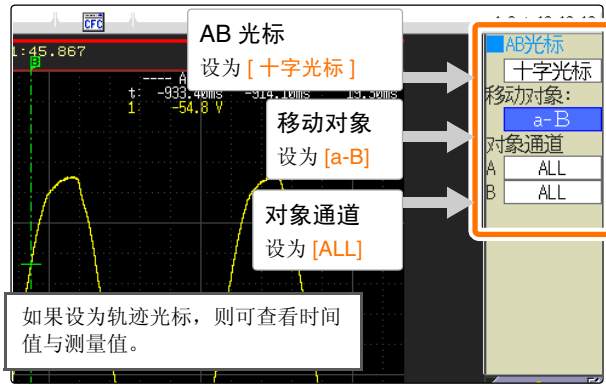 CFC
1:45.867
B
t: -933.40ms -914.10ms 19.30ms
1: -54.8 V
AB 光标
设为 [ 十字光标 ]
移动对象
设为 [a-B]
对象通道
设为 [ALL]
AB光标
十字光标
移动对象:
a-B
对象通道
A ALL
B ALL
如果设为轨迹光标，则可查看时间
值与测量值。